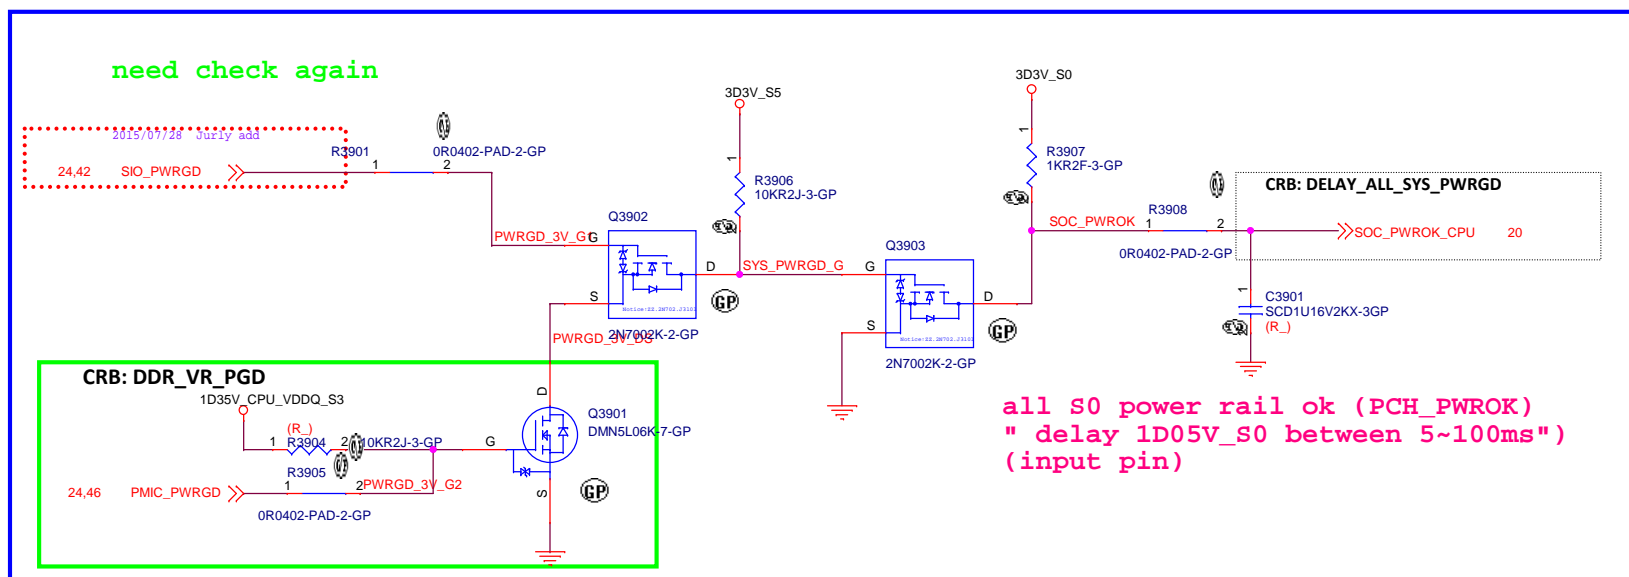 need check again
2015/07/28 Jurly add
24,42 SIO_PWRGD
R3901
1 2
0R0402-PAD-2-GP
PWRGD_3V_G1
Q3902
G
S
D
2N7002K-2-GP
GP
PWRGD_3V_DS
3D3V_S5
1
R3906
10KR2J-3-GP
SYS_PWRGD_G
Q3903
G
S
D
2N7002K-2-GP
GP
3D3V_S0
1
R3907
1KR2F-3-GP
SOC_PWROK
R3908
1 2
0R0402-PAD-2-GP
CRB: DELAY_ALL_SYS_PWRGD
SOC_PWROK_CPU 20
1
C3901
SCD1U16V2KX-3GP
(R_)
CRB: DDR_VR_PGD
1D35V_CPU_VDDQ_S3
(R_)
1 R3904 2 10KR2J-3-GP
R3905
24,46 PMIC_PWRGD
1 2
PWRGD_3V_G2
0R0402-PAD-2-GP
D
G
S
Q3901
DMN5L06K-7-GP
GP
all S0 power rail ok (PCH_PWROK)
" delay 1D05V_S0 between 5~100ms")
(input pin)